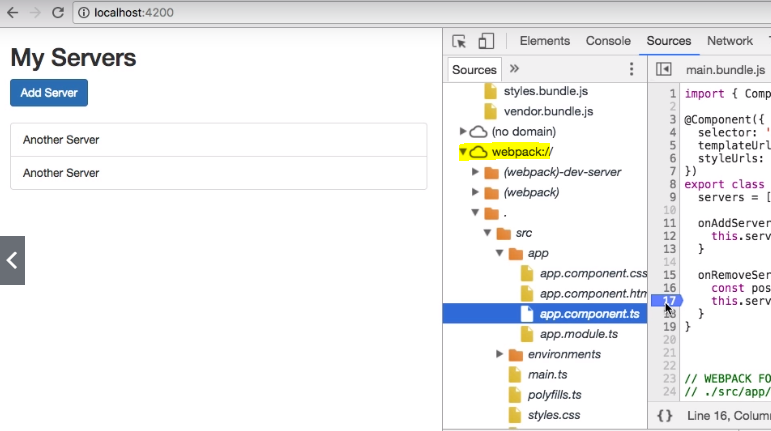 localhost:4200
My Servers
Add Server
Another Server
Another Server
Elements Console Sources Network
Sources
styles.bundle.js
vendor.bundle.js
(no domain)
webpack://
(webpack)-dev-server
(webpack)
.
src
app
app.component.css
app.component.htm
app.component.ts
app.module.ts
environments
main.ts
polyfills.ts
styles.css
main.bundle.js
1 import { Comp
2
3 @Component({
4 selector: '
5 templateUrl
6 styleUrls:
7 })
8 export class
9 servers = [
10
11 onAddServer
12 this.serv
13 }
14
15 onRemoveSer
16 const pos
17 this.serv
18 }
19 }
20
21
22
23 // WEBPACK FO
24 // ./src/app/
{} Line 16, Column